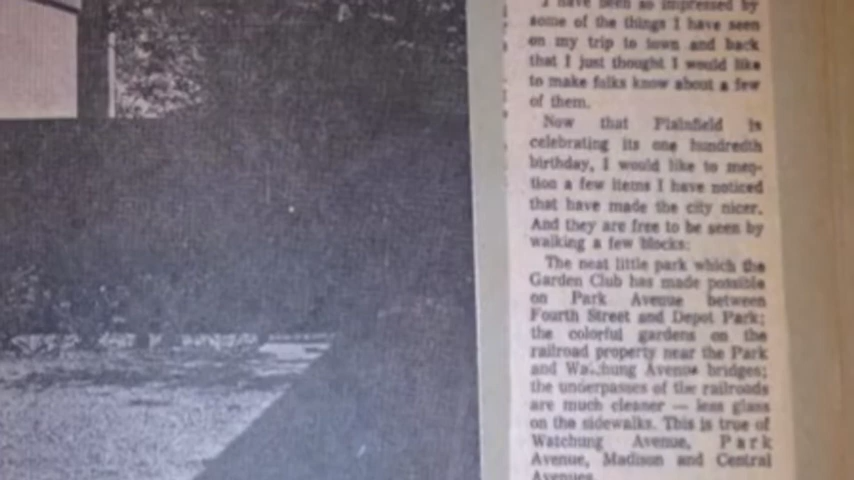 I have been so impressed by
some of the things I have seen
on my trip to town and back
that I just thought I would like
to make folks know about a few
of them.
Now that Plainfield is
celebrating its one hundredth
birthday, I would like to men-
tion a few items I have noticed
that have made the city nicer.
And they are free to be seen by
walking a few blocks:
The neat little park which the
Garden Club has made possible
on Park Avenue between
Fourth Street and Depot Park;
the colorful gardens on the
railroad property near the Park
and Watchung Avenue bridges;
the underpasses of the railroads
are much cleaner — less glass
on the sidewalks. This is true of
Watchung Avenue, Park
Avenue, Madison and Central
Avenues.